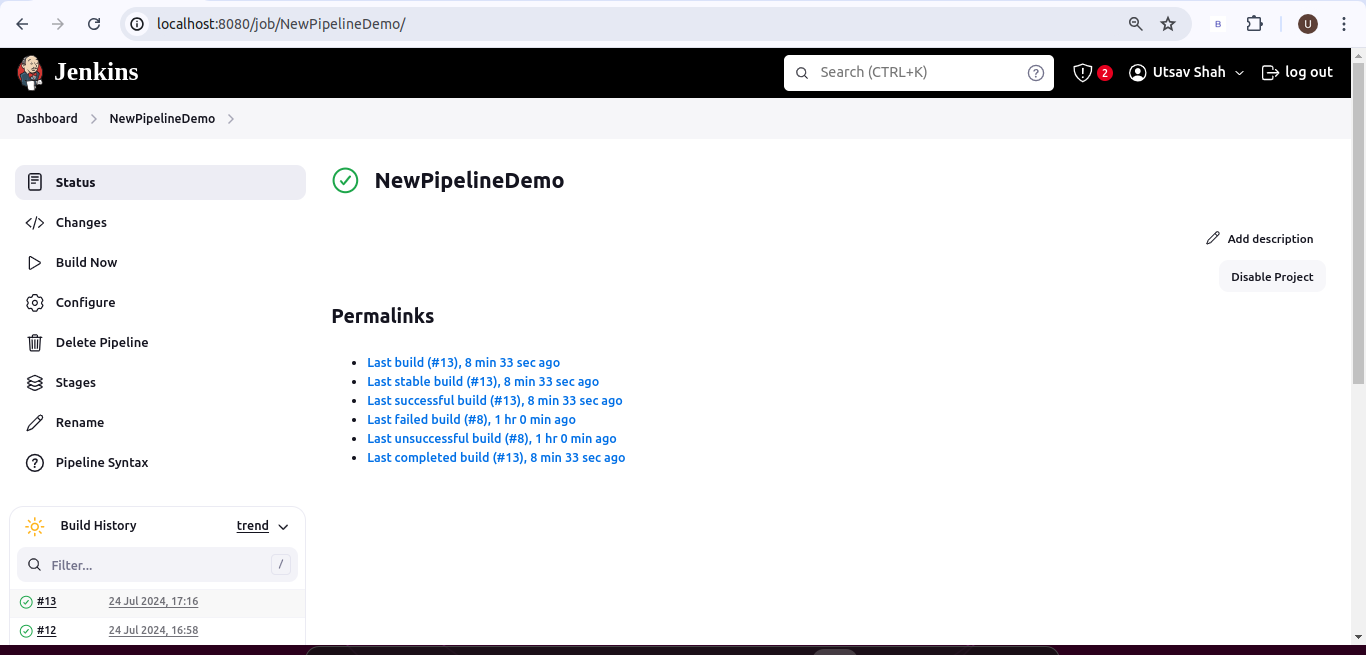 localhost:8080/job/NewPipelineDemo/
B
U
Jenkins
Search (CTRL+K)
?
2
Utsav Shah
log out
Dashboard
NewPipelineDemo
Status
Changes
Build Now
Configure
Delete Pipeline
Stages
Rename
Pipeline Syntax
NewPipelineDemo
Add description
Disable Project
Permalinks
Last build (#13), 8 min 33 sec ago
Last stable build (#13), 8 min 33 sec ago
Last successful build (#13), 8 min 33 sec ago
Last failed build (#8), 1 hr 0 min ago
Last unsuccessful build (#8), 1 hr 0 min ago
Last completed build (#13), 8 min 33 sec ago
Build History
trend
Filter...
/
#13 24 Jul 2024, 17:16
#12 24 Jul 2024, 16:58